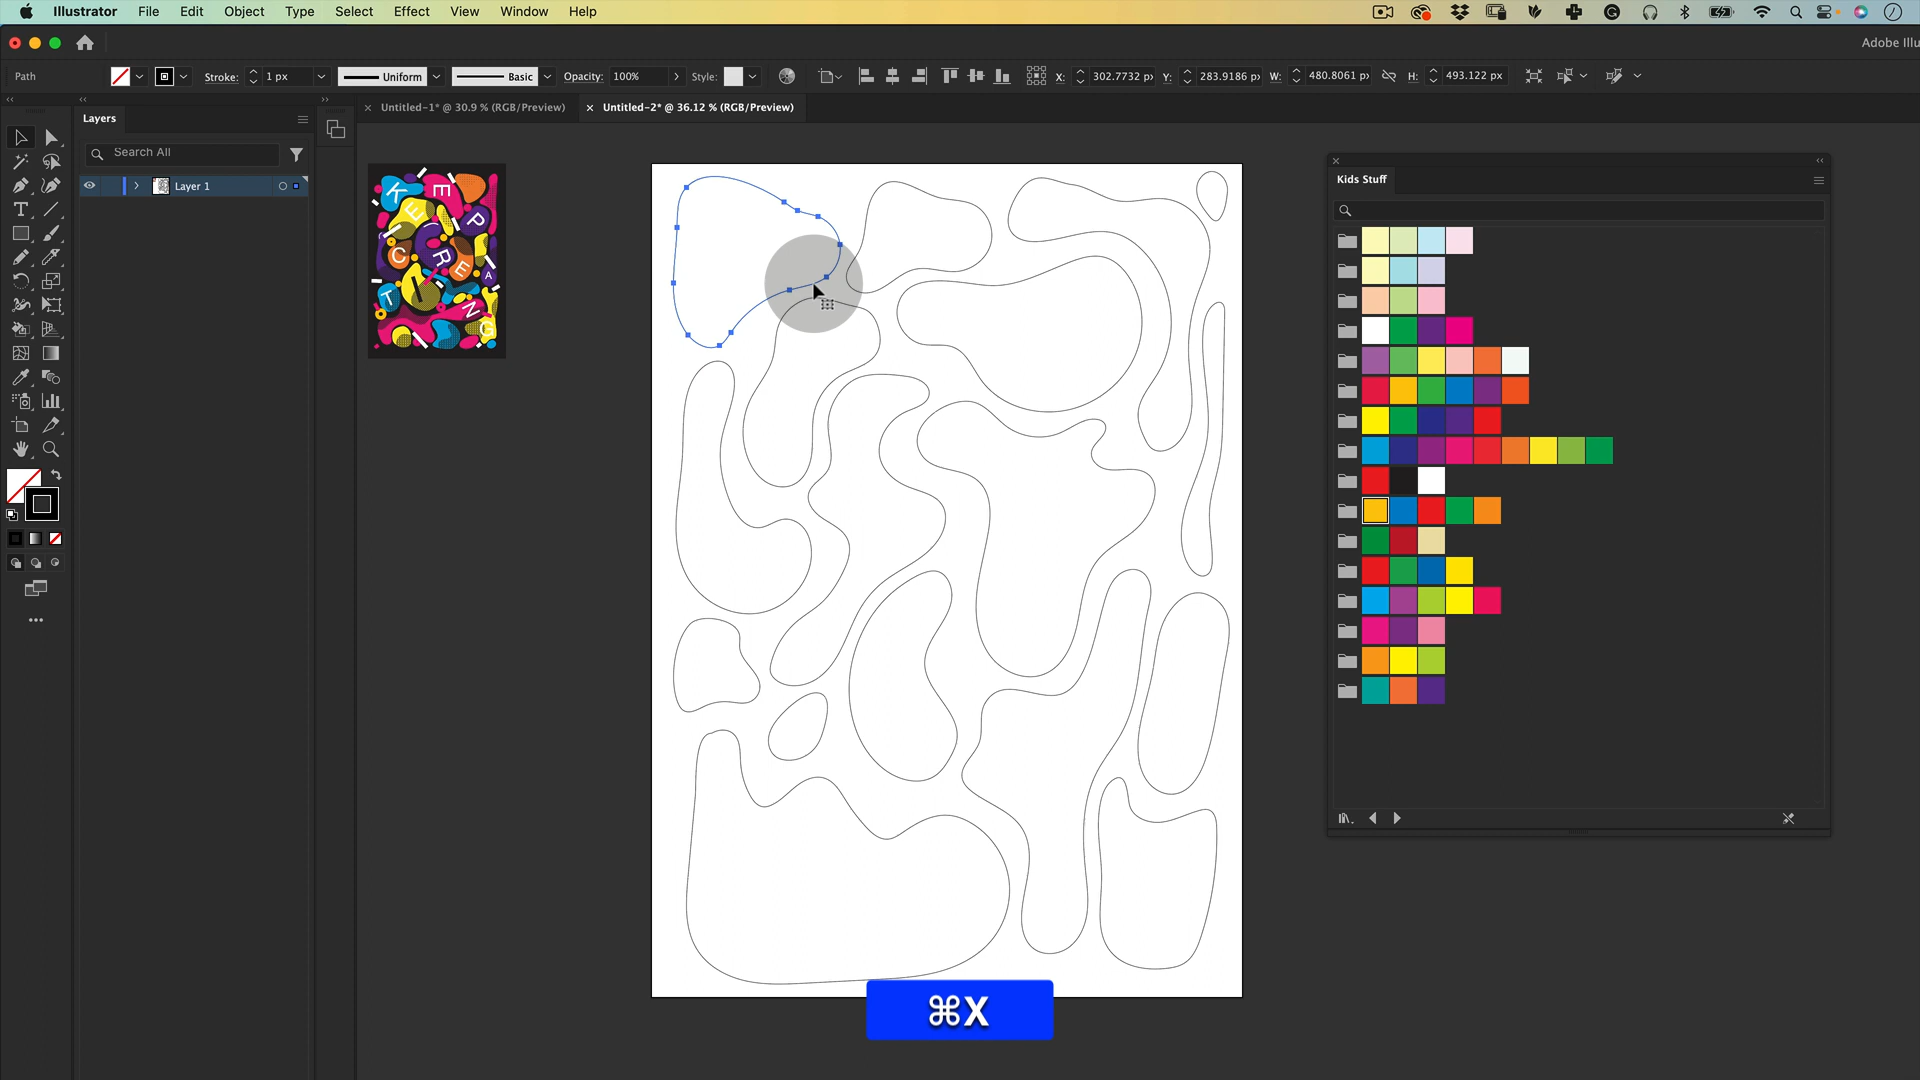 Illustrator File Edit Object Type Select Effect View Window Help
Adobe Illu
Path Stroke: 1 px Uniform Basic Opacity: 100% Style: X: 302.7732 px Y: 283.9186 px W: 480.8061 px H: 493.122 px
Untitled-1* @ 30.9 % (RGB/Preview) Untitled-2* @ 36.12 % (RGB/Preview)
Layers
Search All
Layer 1
K E
E P
C R E
A
T I
N
G
Kids Stuff
⌘X